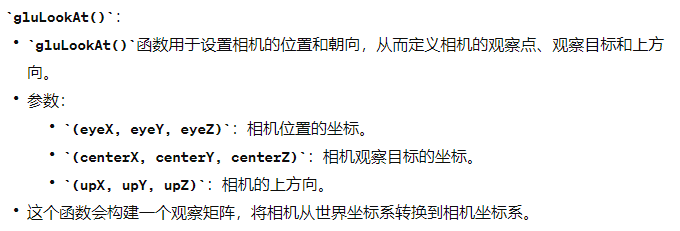 `gluLookAt()`：
• `gluLookAt()`函数用于设置相机的位置和朝向，从而定义相机的观察点、观察目标和上方
向。
• 参数：
• `(eyeX, eyeY, eyeZ)`：相机位置的坐标。
• `(centerX, centerY, centerZ)`：相机观察目标的坐标。
• `(upX, upY, upZ)`：相机的上方向。
• 这个函数会构建一个观察矩阵，将相机从世界坐标系转换到相机坐标系。